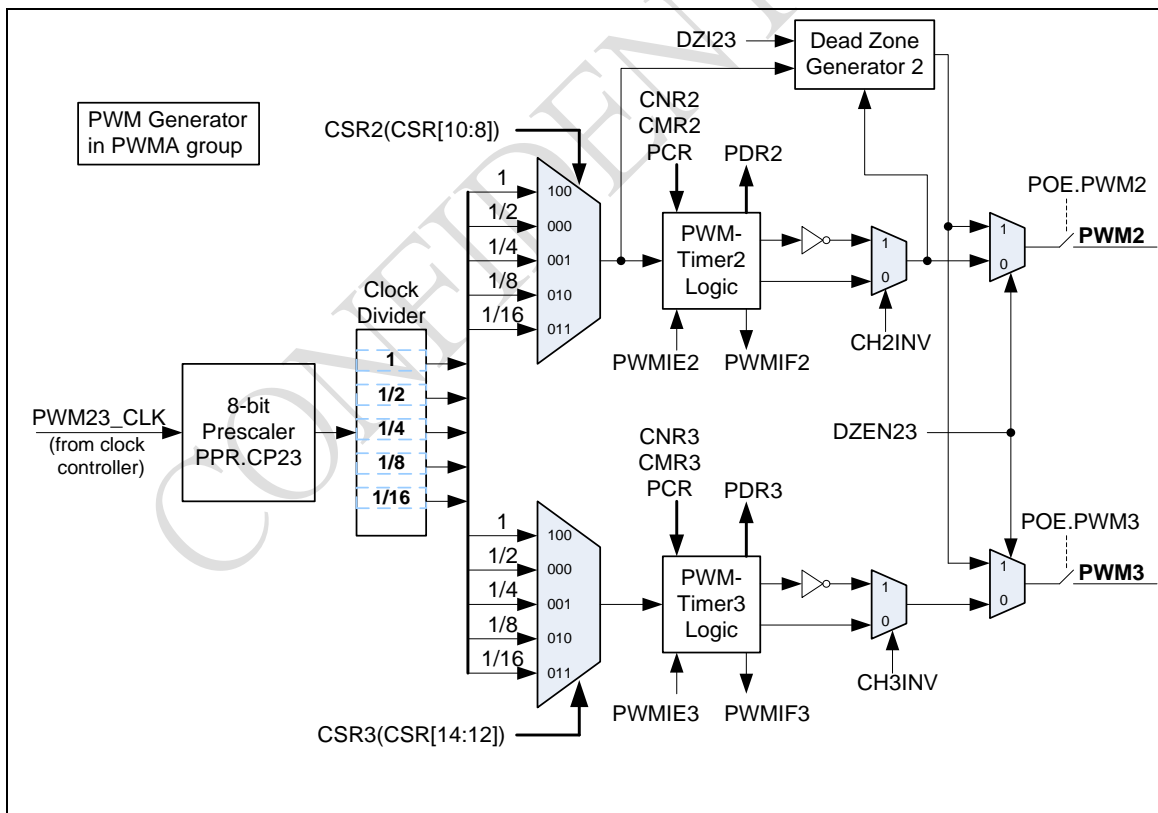 CONFIDEN
DZI23
Dead Zone
Generator 2
PWM Generator
in PWMA group
CSR2(CSR[10:8])
CNR2
CMR2
PCR
PDR2
1
1/2
1/4
1/8
1/16
100
000
001
010
011
PWM-
Timer2
Logic
1
0
1
0
POE.PWM2
PWM2
PWMIE2
PWMIF2
CH2INV
Clock
Divider
1
1/2
1/4
1/8
1/16
PWM23_CLK
(from clock
controller)
8-bit
Prescaler
PPR.CP23
DZEN23
CNR3
CMR3
PCR
PDR3
1
1/2
1/4
1/8
1/16
100
000
001
010
011
PWM-
Timer3
Logic
1
0
1
0
POE.PWM3
PWM3
PWMIE3
PWMIF3
CH3INV
CSR3(CSR[14:12])